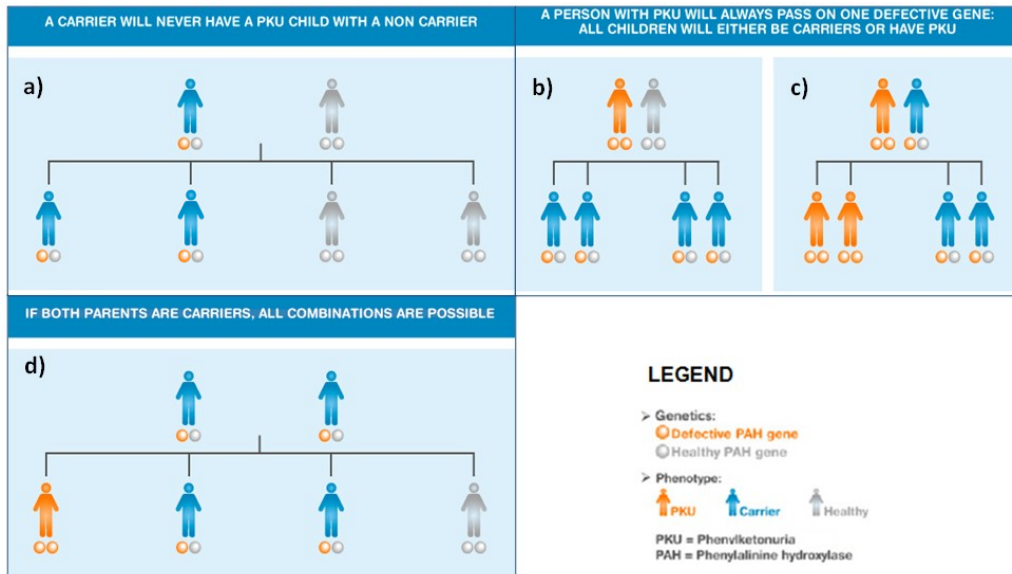 A CARRIER WILL NEVER HAVE A PKU CHILD WITH A NON CARRIER
a)
A PERSON WITH PKU WILL ALWAYS PASS ON ONE DEFECTIVE GENE:
ALL CHILDREN WILL EITHER BE CARRIERS OR HAVE PKU
b)
c)
IF BOTH PARENTS ARE CARRIERS, ALL COMBINATIONS ARE POSSIBLE
d)
LEGEND
➢ Genetics:
Defective PAH gene
Healthy PAH gene
➢ Phenotype:
PKU Carrier Healthy
PKU = Phenvlketonuria
PAH = Phenylalinine hydroxylase